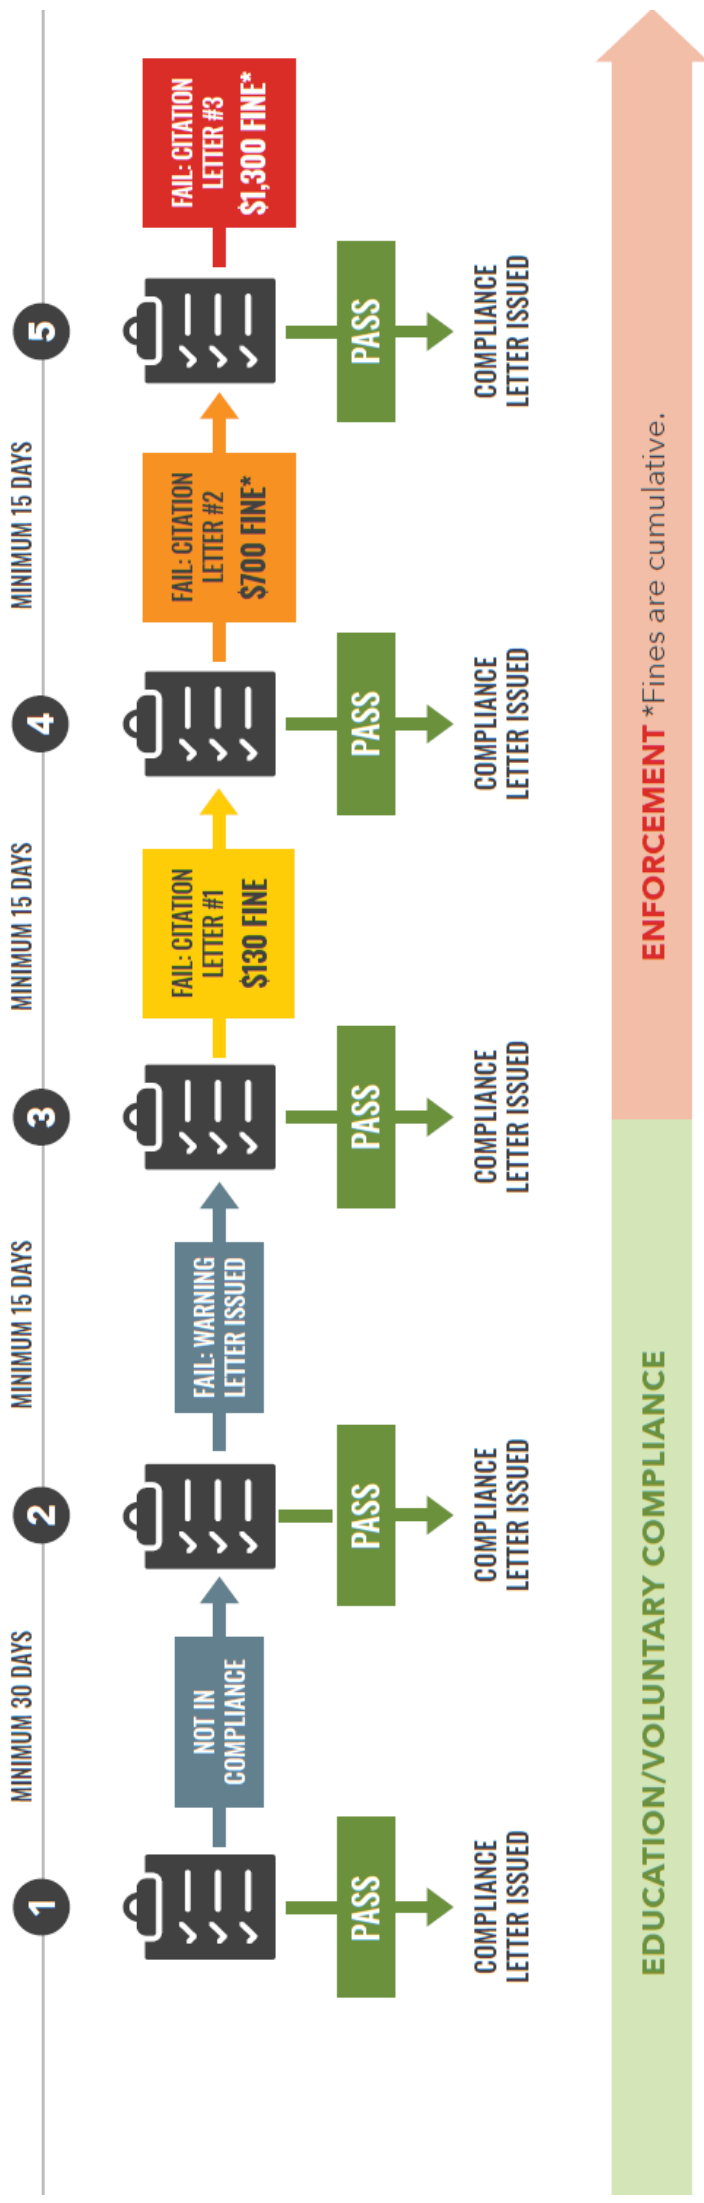 1
MINIMUM 30 DAYS
2
MINIMUM 15 DAYS
3
MINIMUM 15 DAYS
4
MINIMUM 15 DAYS
5
NOT IN
COMPLIANCE
FAIL: WARNING
LETTER ISSUED
FAIL: CITATION
LETTER #1
$130 FINE
FAIL: CITATION
LETTER #2
$700 FINE*
FAIL: CITATION
LETTER #3
$1,300 FINE*
PASS
PASS
PASS
PASS
PASS
COMPLIANCE
LETTER ISSUED
COMPLIANCE
LETTER ISSUED
COMPLIANCE
LETTER ISSUED
COMPLIANCE
LETTER ISSUED
COMPLIANCE
LETTER ISSUED
EDUCATION/VOLUNTARY COMPLIANCE
ENFORCEMENT *Fines are cumulative.